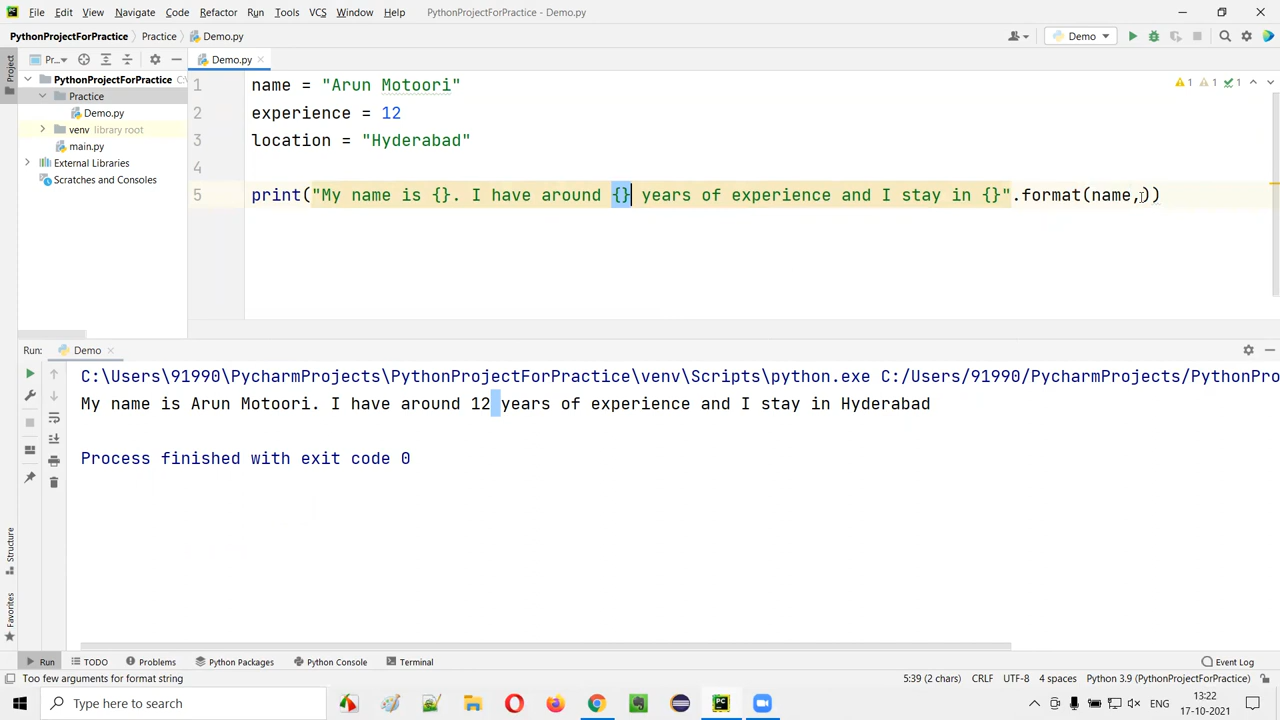 File Edit View Navigate Code Refactor Run Tools VCS Window Help PythonProjectForPractice - Demo.py
PythonProjectForPractice Practice Demo.py Demo
Project
Pr... Demo.py
PythonProjectForPractice C:\
Practice
Demo.py
venv library root
main.py
External Libraries
Scratches and Consoles
1 name = "Arun Motoori"
2 experience = 12
3 location = "Hyderabad"
4
5 print("My name is {}. I have around {} years of experience and I stay in {}".format(name,))
1 1 1
Run: Demo
C:\Users\91990\PycharmProjects\PythonProjectForPractice\venv\Scripts\python.exe C:/Users/91990/PycharmProjects/PythonPro
My name is Arun Motoori. I have around 12 years of experience and I stay in Hyderabad
Process finished with exit code 0
Structure
Favorites
Run TODO Problems Python Packages Python Console Terminal Event Log
Too few arguments for format string 5:39 (2 chars) CRLF UTF-8 4 spaces Python 3.9 (PythonProjectForPractice)
Type here to search ENG 13:22
17-10-2021